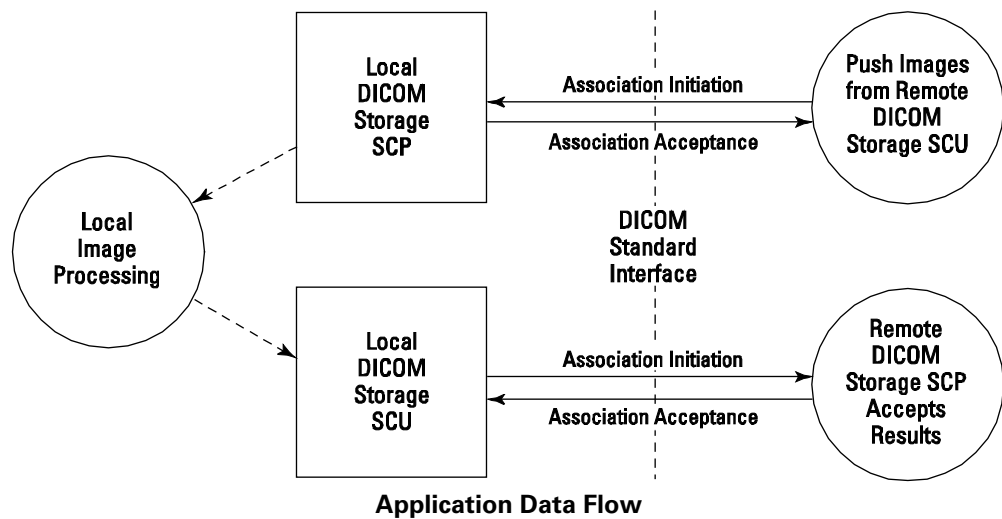 Local
DICOM
Storage
SCP
Association Initiation
Association Acceptance
Push Images
from Remote
DICOM
Storage SCU
Local
Image
Processing
DICOM
Standard
Interface
Local
DICOM
Storage
SCU
Association Initiation
Association Acceptance
Remote
DICOM
Storage SCP
Accepts
Results
Application Data Flow